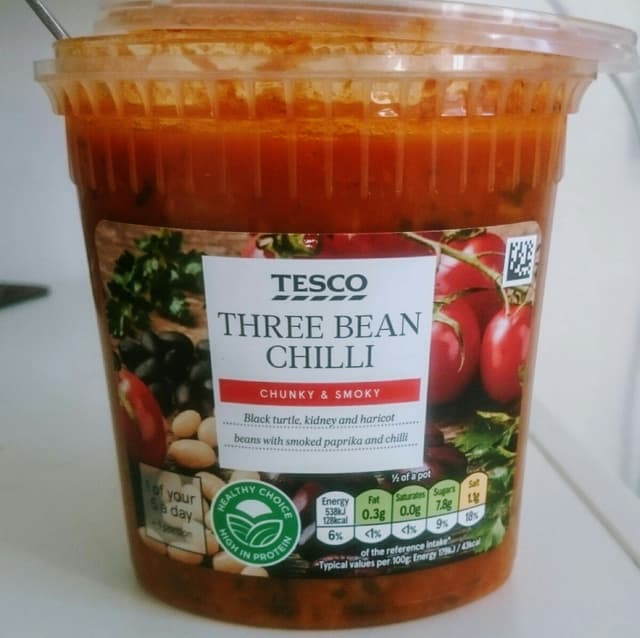 TESCO
THREE BEAN
CHILLI
CHUNKY & SMOKY
Black turtle, kidney and haricot
beans with smoked paprika and chilli
of your
5 a day
HEALTHY CHOICE
HIGH IN PROTEIN
½ of a pot
Energy
538kJ
128kcal
6%
Fat
0.3g
<1%
Saturates
0.0g
<1%
Sugars
7.8g
9%
Salt
1.1g
18%
of the reference intake*
Typical values per 100g: Energy 179kJ / 43kcal